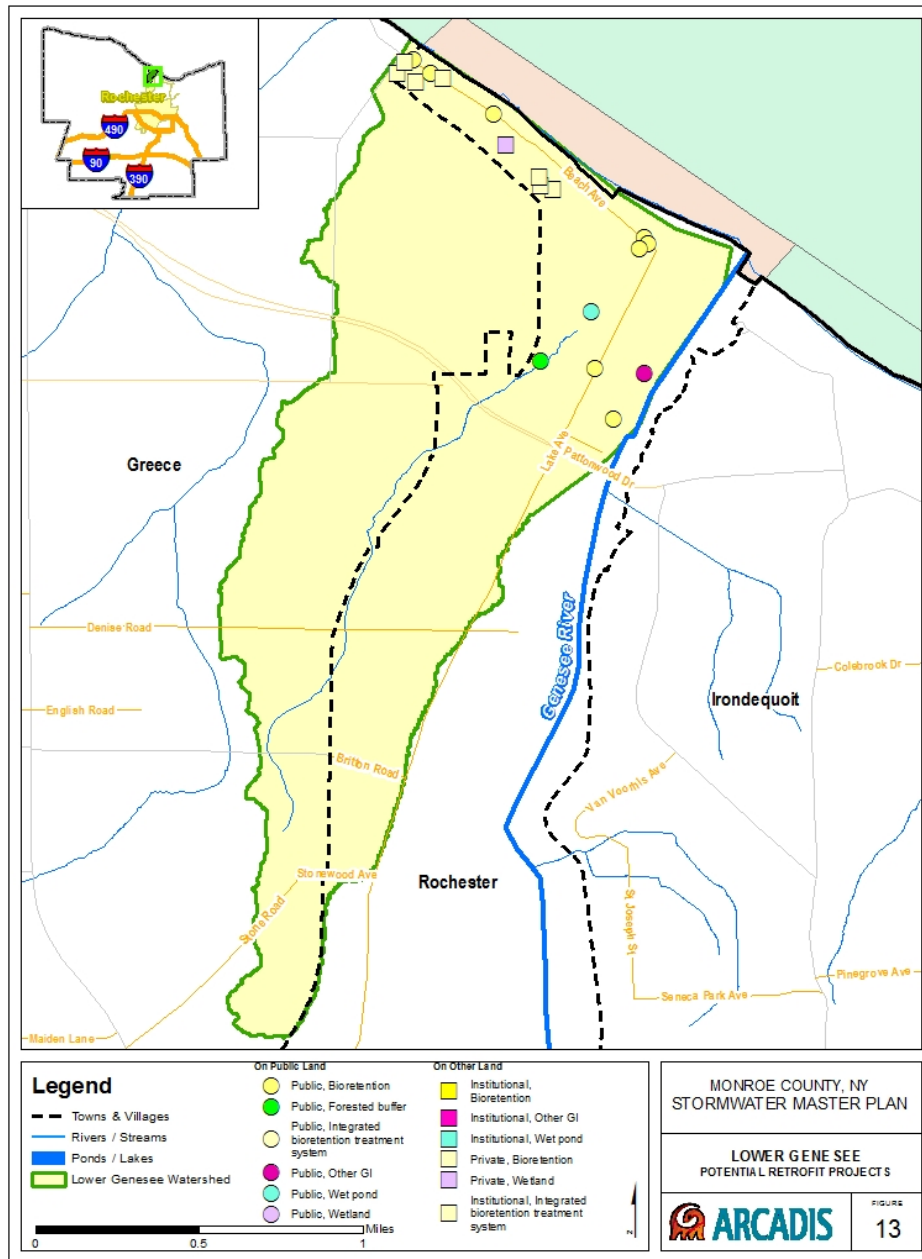 Rochester
490
90
390
Beach Ave
Lake Ave
Pattonwood Dr
Greece
Genesee River
Denise Road
Colebrook Dr
Irondequoit
English Road
Britton Road
Van Voorhis Ave
Stonewood Ave
Rochester
Stone Road
St Joseph St
Pinegrove Ave
Seneca Park Ave
Maiden Lane
Legend
Towns & Villages
Rivers / Streams
Ponds / Lakes
Lower Genesee Watershed
0 0.5 1
Miles
On Public Land
Public, Bioretention
Public, Forested buffer
Public, Integrated
bioretention treatment
system
Public, Other GI
Public, Wet pond
Public, Wetland
On Other Land
Institutional,
Bioretention
Institutional, Other GI
Institutional, Wet pond
Private, Bioretention
Private, Wetland
Institutional, Integrated
bioretention treatment
system
N
MONROE COUNTY, NY
STORMWATER MASTER PLAN
LOWER GENESEE
POTENTIAL RETROFIT PROJECTS
ARCADIS
FIGURE
13